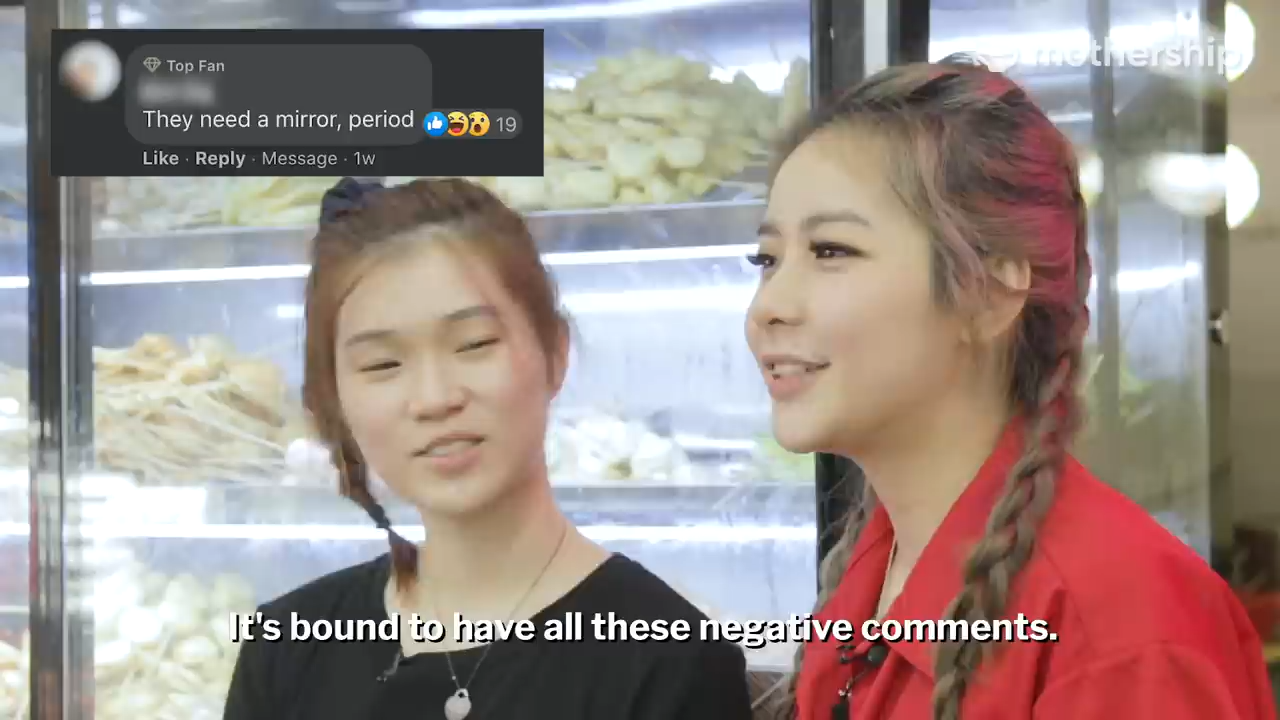 mothership
Top Fan
They need a mirror, period
19
Like · Reply · Message · 1w
It's bound to have all these negative comments.